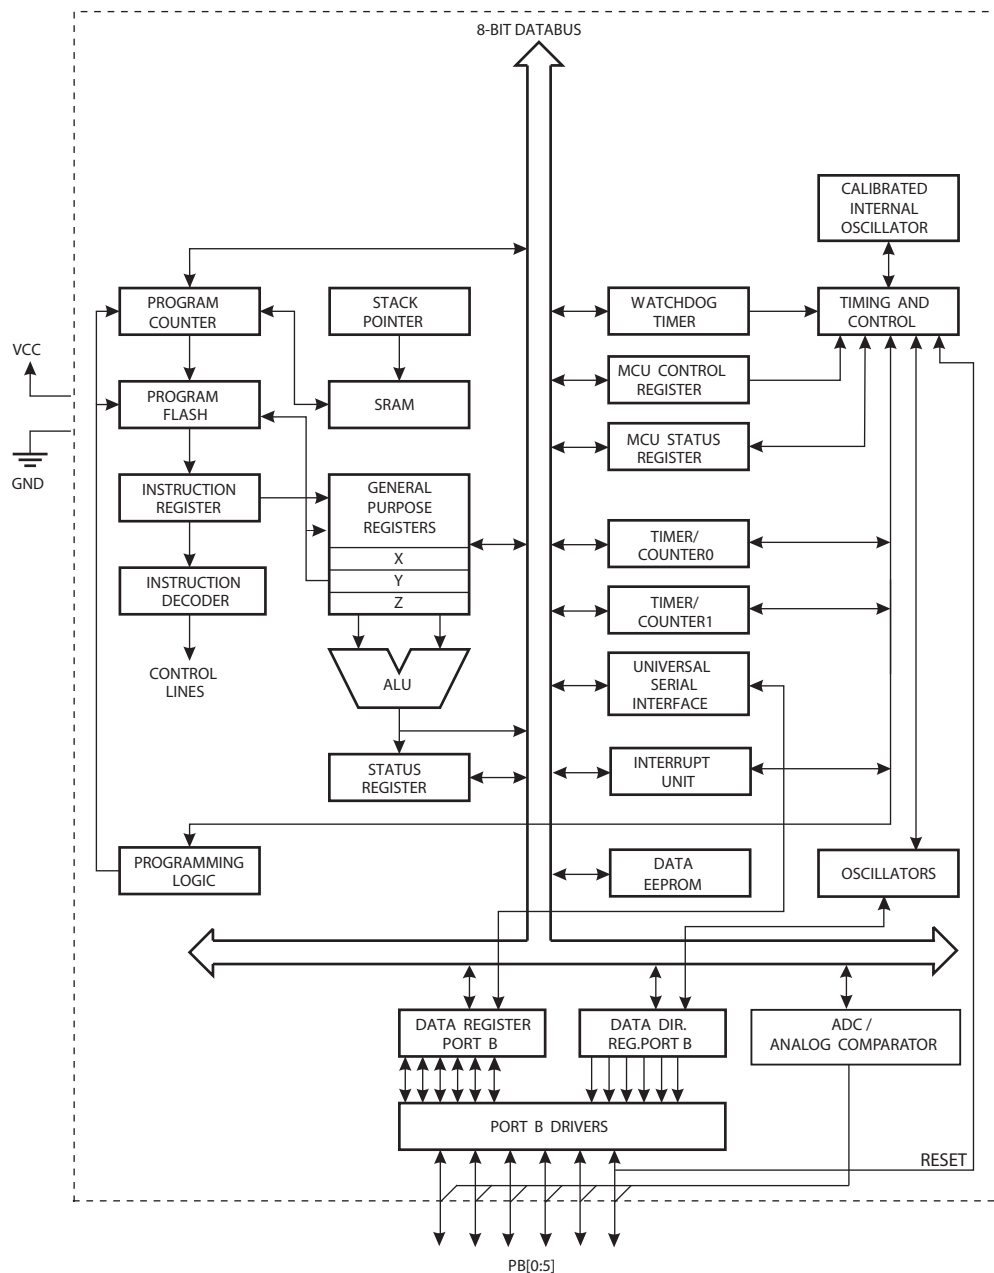 8-BIT DATABUS
CALIBRATED
INTERNAL
OSCILLATOR
PROGRAM
COUNTER
STACK
POINTER
WATCHDOG
TIMER
TIMING AND
CONTROL
VCC
GND
PROGRAM
FLASH
SRAM
MCU CONTROL
REGISTER
MCU STATUS
REGISTER
INSTRUCTION
REGISTER
GENERAL
PURPOSE
REGISTERS
X
Y
Z
INSTRUCTION
DECODER
CONTROL
LINES
ALU
STATUS
REGISTER
TIMER/
COUNTER0
TIMER/
COUNTER1
UNIVERSAL
SERIAL
INTERFACE
INTERRUPT
UNIT
PROGRAMMING
LOGIC
DATA
EEPROM
OSCILLATORS
DATA REGISTER
PORT B
DATA DIR.
REG.PORT B
ADC /
ANALOG COMPARATOR
PORT B DRIVERS
RESET
PB[0:5]